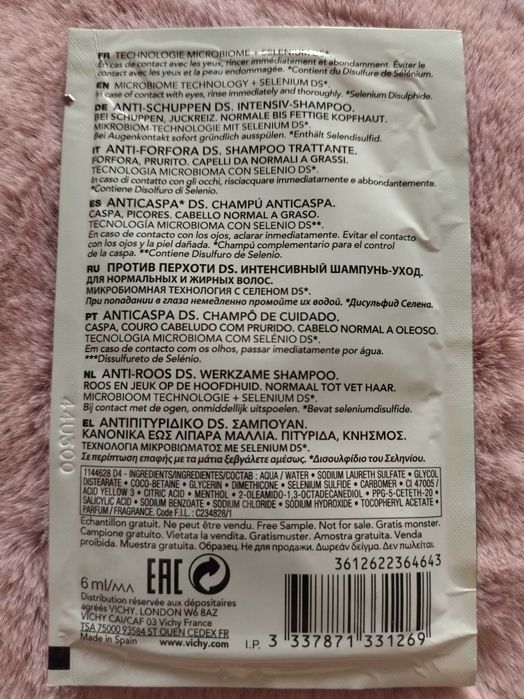 FR TECHNOLOGIE MICROBIOME + SELENIUM DS*.
En cas de contact avec les yeux, rincer immédiatement et abondamment. Éviter le
contact avec les yeux et la peau endommagée. *Contient du Disulfure de Sélénium.
EN MICROBIOME TECHNOLOGY + SELENIUM DS*
In case of contact with eyes, rinse immediately and thoroughly. *Selenium Disulphide.
DE ANTI-SCHUPPEN DS. INTENSIV-SHAMPOO.
BEI SCHUPPEN, JUCKREIZ. NORMALE BIS FETTIGE KOPFHAUT.
MIKROBIOM-TECHNOLOGIE MIT SELENIUM DS*.
Bei Augenkontakt sofort gründlich ausspülen. *Enthält Selendisulfid.
IT ANTI-FORFORA DS. SHAMPOO TRATTANTE.
FORFORA, PRURITO. CAPELLI DA NORMALI A GRASSI.
TECNOLOGIA MICROBIOMA CON SELENIO DS*.
In caso di contatto con gli occhi, risciacquare immediatamente e abbondantemente.
*Contiene Disolfuro di Selenio.
ES ANTICASPA* DS. CHAMPÚ ANTICASPA.
CASPA, PICORES. CABELLO NORMAL A GRASO.
TECNOLOGÍA MICROBIOMA CON SELENIO DS**.
En caso de contacto con los ojos, aclarar inmediatamente. Evitar el contacto
con los ojos y la piel dañada. *Champú complementario para el control
de la caspa. **Contiene Disulfuro de Selenio.
RU ПРОТИВ ПЕРХОТИ DS. ИНТЕНСИВНЫЙ ШАМПУНЬ-УХОД.
ДЛЯ НОРМАЛЬНЫХ И ЖИРНЫХ ВОЛОС.
МИКРОБИОМНАЯ ТЕХНОЛОГИЯ С СЕЛЕНОМ DS*.
При попадании в глаза немедленно промойте их водой. *Дисульфид Селена.
PT ANTICASPA DS. CHAMPÔ DE CUIDADO.
CASPA, COURO CABELUDO COM PRURIDO. CABELO NORMAL A OLEOSO.
TECNOLOGIA MICROBIOMA COM SELÉNIO DS*.
Em caso de contacto com os olhos, passar imediatamente por água.
***Dissulfureto de Selénio.
NL ANTI-ROOS DS. WERKZAME SHAMPOO.
ROOS EN JEUK OP DE HOOFDHUID. NORMAAL TOT VET HAAR.
MICROBIOOM TECHNOLOGIE + SELENIUM DS*.
Bij contact met de ogen, onmiddellijk uitspoelen. *Bevat seleniumdisulfide.
EL ΑΝΤΙΠΙΤΥΡΙΔΙΚΟ DS. ΣΑΜΠΟΥΑΝ.
ΚΑΝΟΝΙΚΑ ΕΩΣ ΛΙΠΑΡΑ ΜΑΛΛΙΑ. ΠΙΤΥΡΙΔΑ, ΚΝΗΣΜΟΣ.
ΤΕΧΝΟΛΟΓΙΑ ΜΙΚΡΟΒΙΩΜΑΤΟΣ ΜΕ SELENIUM DS*.
Σε περίπτωση επαφής με τα μάτια ξεβγάλετε αμέσως. *Δισουλφίδιο του Σεληνίου.
1144628 D4 - INGREDIENTS/INGREDIENTES/СОСТАВ : AQUA / WATER • SODIUM LAURETH SULFATE • GLYCOL
DISTEARATE • COCO-BETAINE • GLYCERIN • DIMETHICONE • SELENIUM SULFIDE • CARBOMER • CI 47005 /
ACID YELLOW 3 • CITRIC ACID • MENTHOL • 2-OLEAMIDO-1,3-OCTADECANEDIOL • PPG-5-CETETH-20 •
SALICYLIC ACID • SODIUM BENZOATE • SODIUM CHLORIDE • SODIUM HYDROXIDE • TOCOPHERYL ACETATE •
PARFUM / FRAGRANCE. Code F.I.L. : C234828/1
Échantillon gratuit. Ne peut être vendu. Free Sample. Not for sale. Gratis monster.
Campione gratuito. Vietata la vendita. Gratismuster. Amostra gratuita. Venda
proibida. Muestra gratuita. Образец. Не для продажи. Δωρεάν δείγμα. Δεν πωλείται.
3612622364643
6 ml/мл
EAC
Distribution réservée aux dépositaires
agréés VICHY. LONDON W6 8AZ
VICHY CAI/CAF 03 Vichy France
TSA 75000 93584 ST OUEN CEDEX FR
Made in Spain
www.vichy.com
I.P.
3 337871 331269